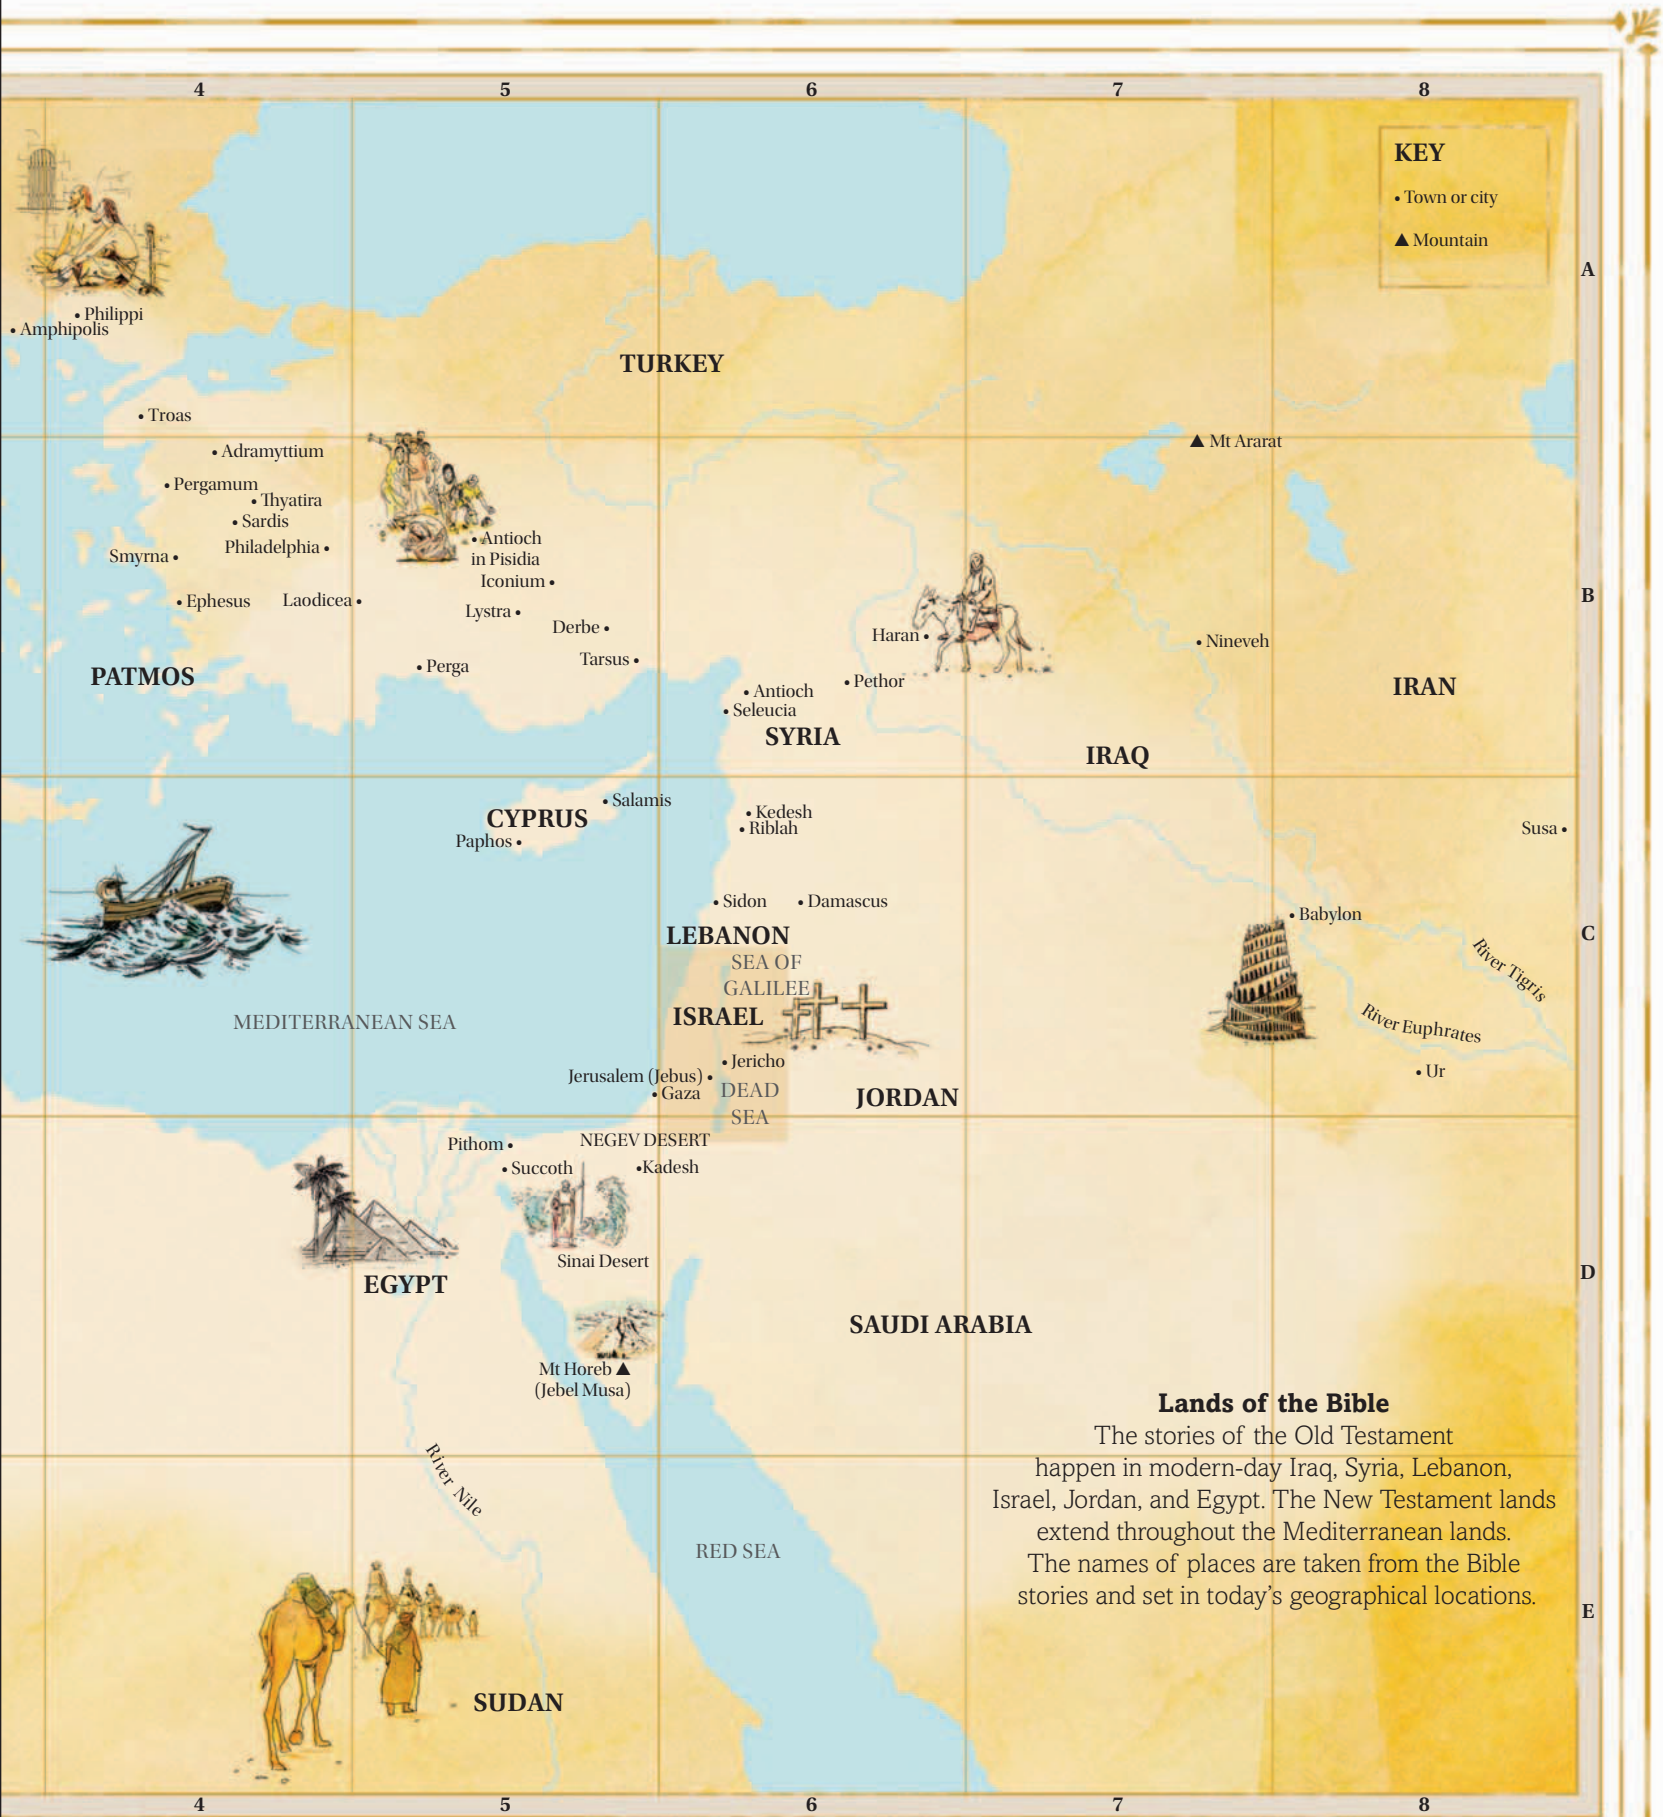 4 5 6 7 8
KEY
• Town or city
▲ Mountain
A
• Philippi
• Amphipolis
TURKEY
• Troas
▲ Mt Ararat
• Adramyttium
• Pergamum
• Thyatira
• Sardis
Philadelphia •
Smyrna •
• Antioch
in Pisidia
Iconium •
B
• Ephesus
Laodicea •
Lystra •
Derbe •
Haran •
• Nineveh
Tarsus •
• Perga
PATMOS
• Pethor
IRAN
• Antioch
• Seleucia
SYRIA
IRAQ
• Salamis
CYPRUS
Paphos •
• Kedesh
• Riblah
Susa •
• Sidon
• Damascus
• Babylon
C
LEBANON
SEA OF
GALILEE
River Tigris
ISRAEL
MEDITERRANEAN SEA
River Euphrates
• Jericho
Jerusalem (Jebus) •
• Gaza
DEAD
SEA
JORDAN
• Ur
Pithom •
NEGEV DESERT
• Succoth
•Kadesh
Sinai Desert
D
EGYPT
SAUDI ARABIA
Mt Horeb ▲
(Jebel Musa)
Lands of the Bible
The stories of the Old Testament
happen in modern-day Iraq, Syria, Lebanon,
Israel, Jordan, and Egypt. The New Testament lands
extend throughout the Mediterranean lands.
The names of places are taken from the Bible
stories and set in today's geographical locations.
River Nile
RED SEA
E
SUDAN
4 5 6 7 8